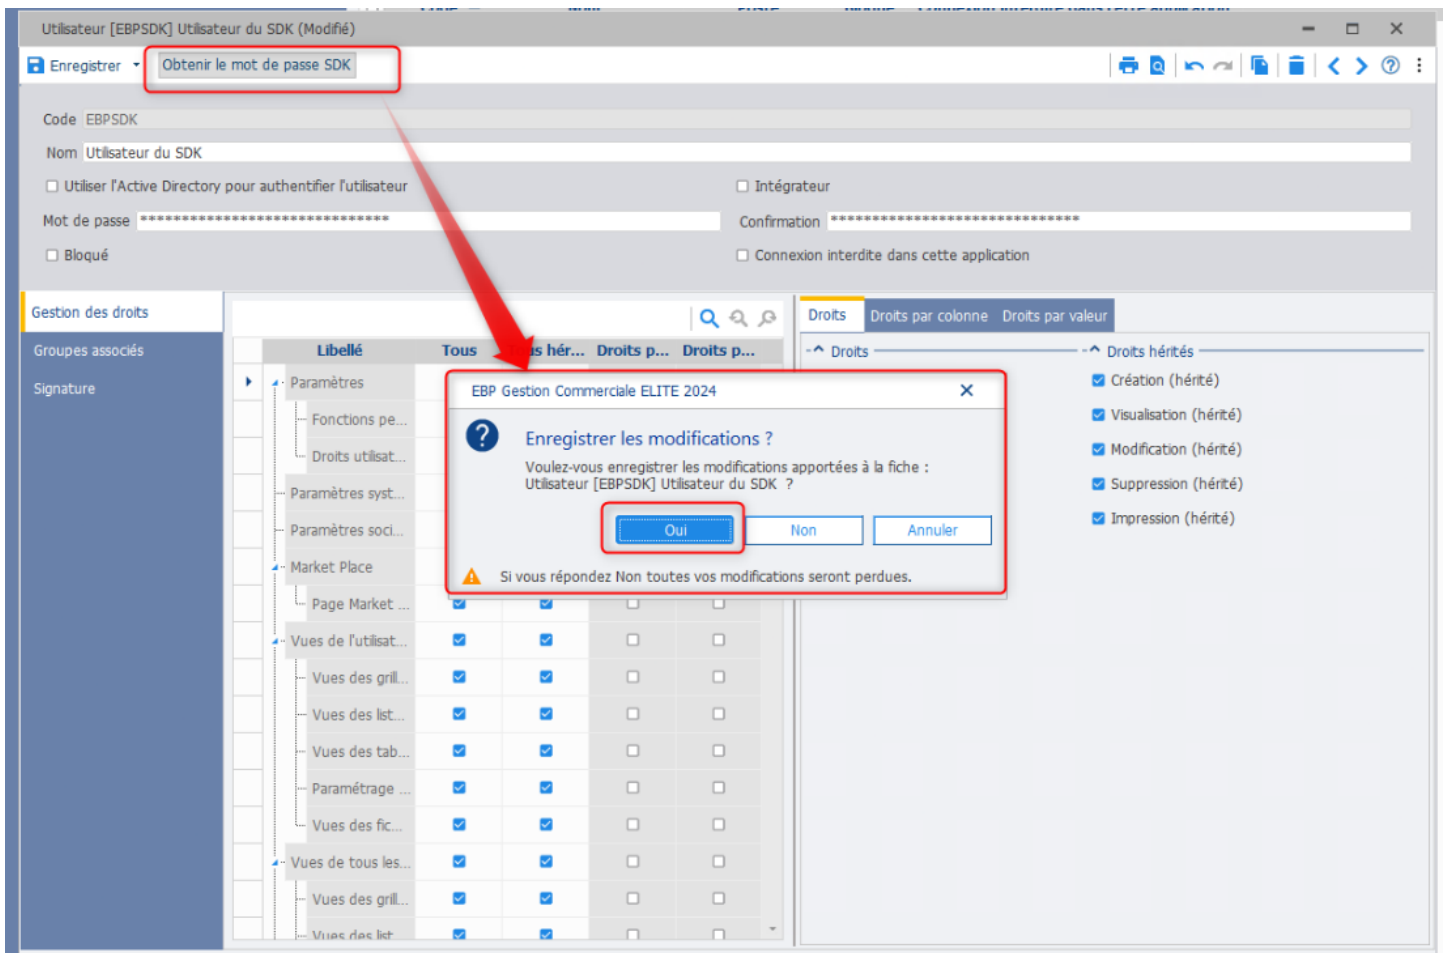 Utilisateur [EBPSDK] Utilisateur du SDK (Modifié)
Enregistrer
Obtenir le mot de passe SDK
Code EBPSDK
Nom Utilisateur du SDK
Utiliser l'Active Directory pour authentifier l'utilisateur
Intégrateur
Mot de passe ******************************
Confirmation ******************************
Bloqué
Connexion interdite dans cette application
Gestion des droits
Groupes associés
Signature
Libellé Tous hér... Droits p... Droits p...
Paramètres
Fonctions pe...
Droits utilisat...
Paramètres syst...
Paramètres soci...
Market Place
Page Market ...
Vues de l'utilisat...
Vues des grill...
Vues des list...
Vues des tab...
Paramétrage ...
Vues des fic...
Vues de tous les...
Vues des grill...
Vues des list
EBP Gestion Commerciale ELITE 2024
Enregistrer les modifications ?
Voulez-vous enregistrer les modifications apportées à la fiche :
Utilisateur [EBPSDK] Utilisateur du SDK ?
Oui
Non
Annuler
Si vous répondez Non toutes vos modifications seront perdues.
Droits
Droits par colonne
Droits par valeur
Droits
Droits hérités
Création (hérité)
Visualisation (hérité)
Modification (hérité)
Suppression (hérité)
Impression (hérité)